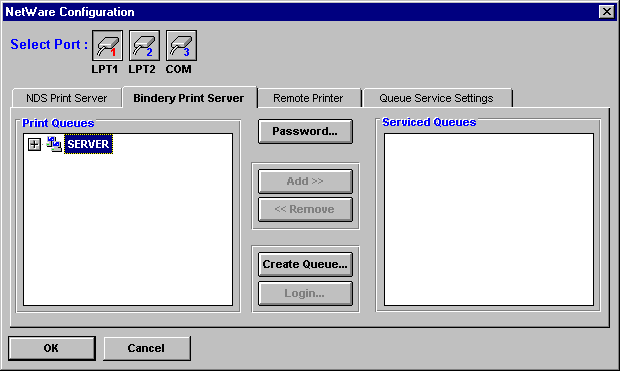 NetWare Configuration
Select Port :
1 2 3
LPT1 LPT2 COM
NDS Print Server Bindery Print Server Remote Printer Queue Service Settings
Print Queues Password... Serviced Queues
SERVER
Add >>
<< Remove
Create Queue...
Login...
OK Cancel